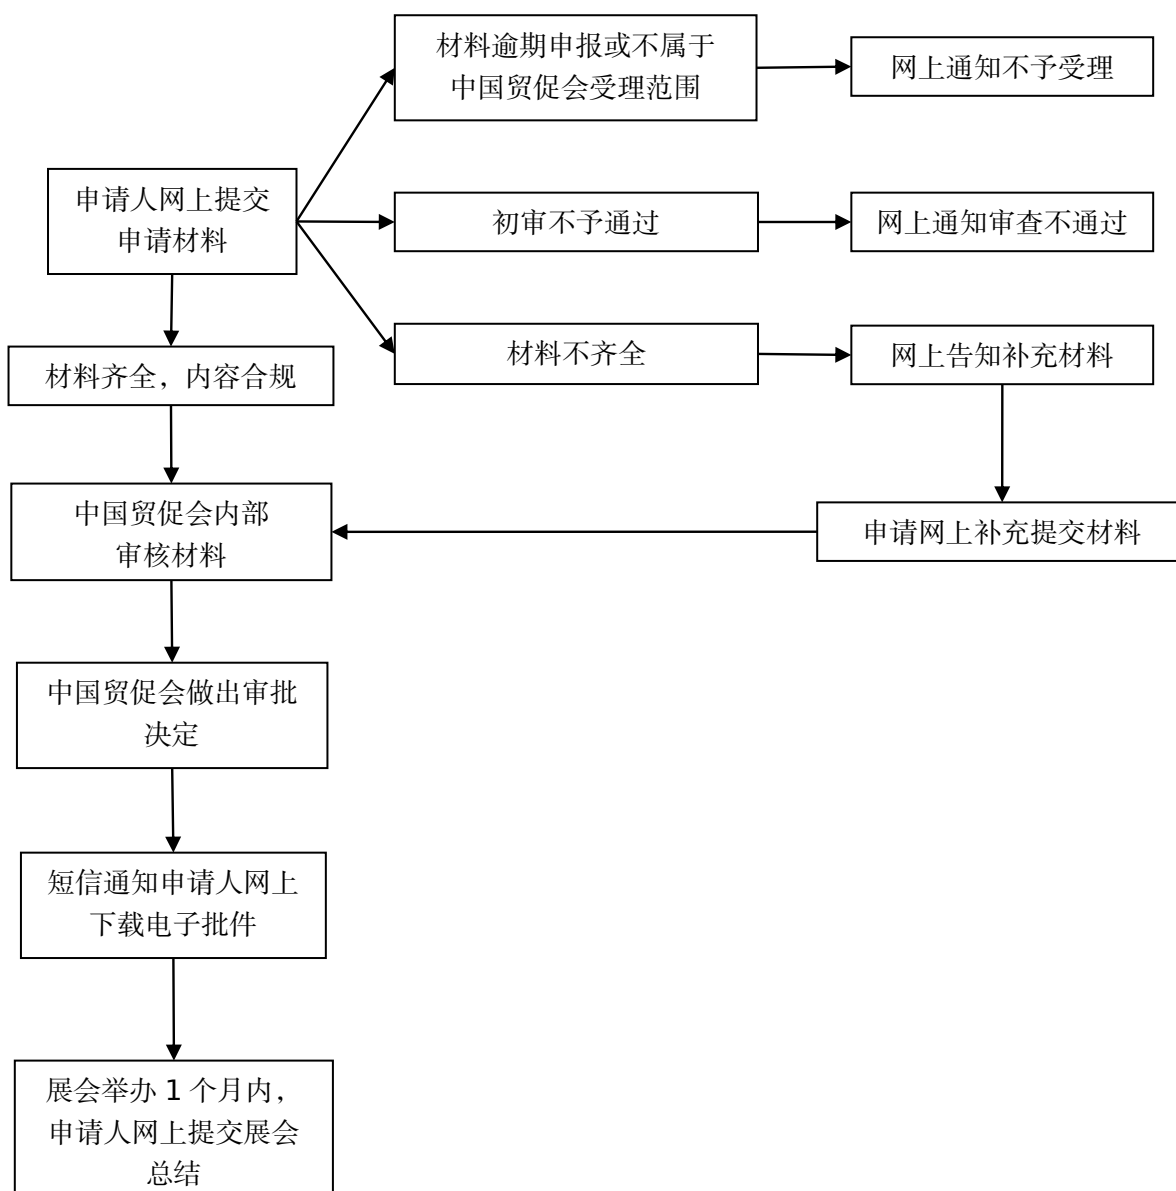 材料逾期申报或不属于
中国贸促会受理范围
网上通知不予受理
申请人网上提交
申请材料
初审不予通过
网上通知审查不通过
材料不齐全
网上告知补充材料
材料齐全，内容合规
中国贸促会内部
审核材料
申请网上补充提交材料
中国贸促会做出审批
决定
短信通知申请人网上
下载电子批件
展会举办 1 个月内，
申请人网上提交展会
总结